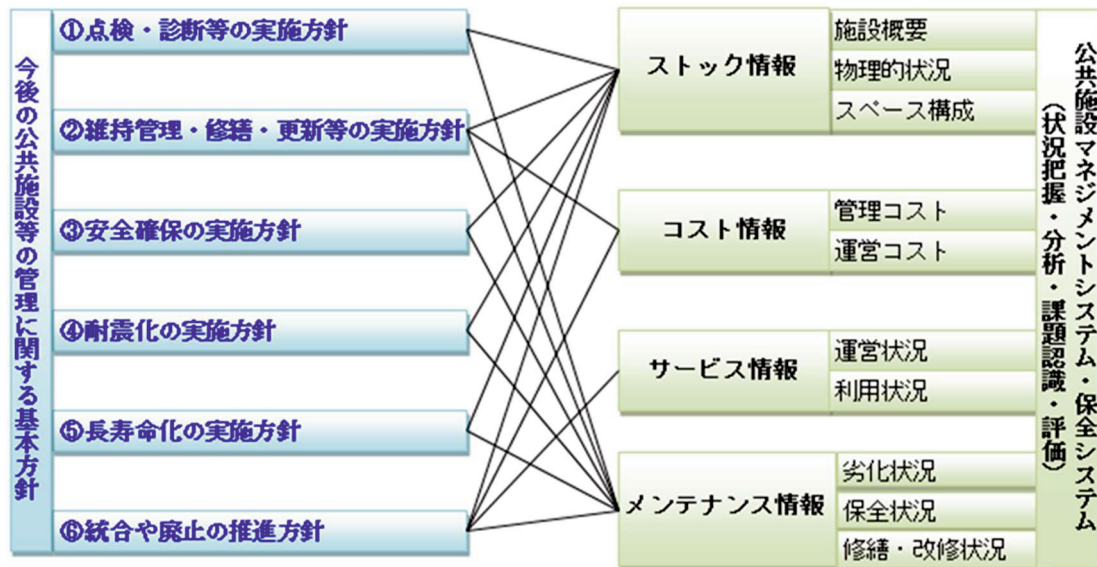 今後の公共施設等の管理に関する基本方針
①点検・診断等の実施方針
②維持管理・修繕・更新等の実施方針
③安全確保の実施方針
④耐震化の実施方針
⑤長寿命化の実施方針
⑥統合や廃止の推進方針
ストック情報
施設概要
物理的状況
スペース構成
コスト情報
管理コスト
運営コスト
サービス情報
運営状況
利用状況
メンテナンス情報
劣化状況
保全状況
修繕・改修状況
公共施設マネジメントシステム・保全システム
（状況把握・分析・課題認識・評価）